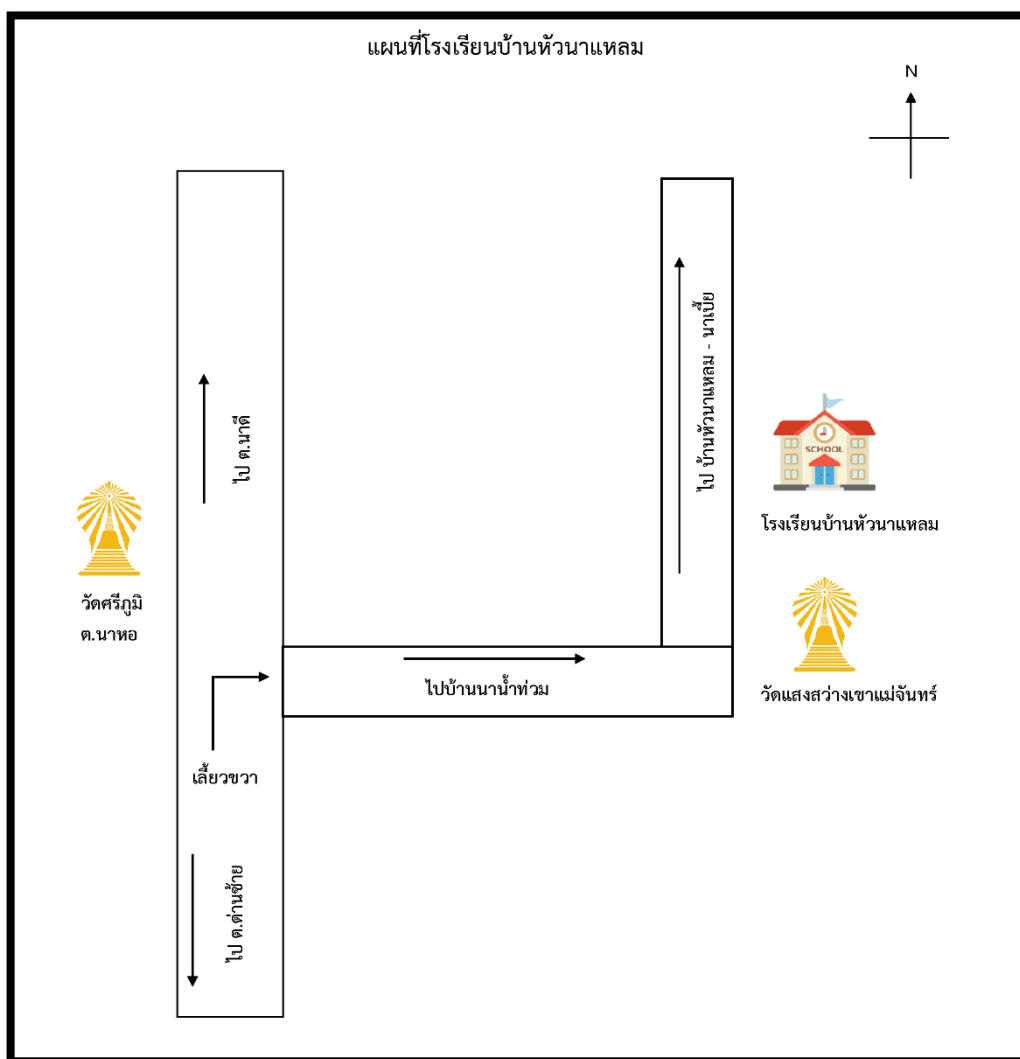 แผนที่โรงเรียนบ้านหัวนาแหลม
N
ไป ต.นาดี
ไป บ้านหัวนาแหลม - นาเบี้ย
SCHOOL
โรงเรียนบ้านหัวนาแหลม
วัดศรีภูมิ
ต.นาหอ
ไปบ้านนาน้ำท่วม
วัดแสงสว่างเขาแม่จันทร์
เลี้ยวขวา
ไป ต.ด่านซ้าย